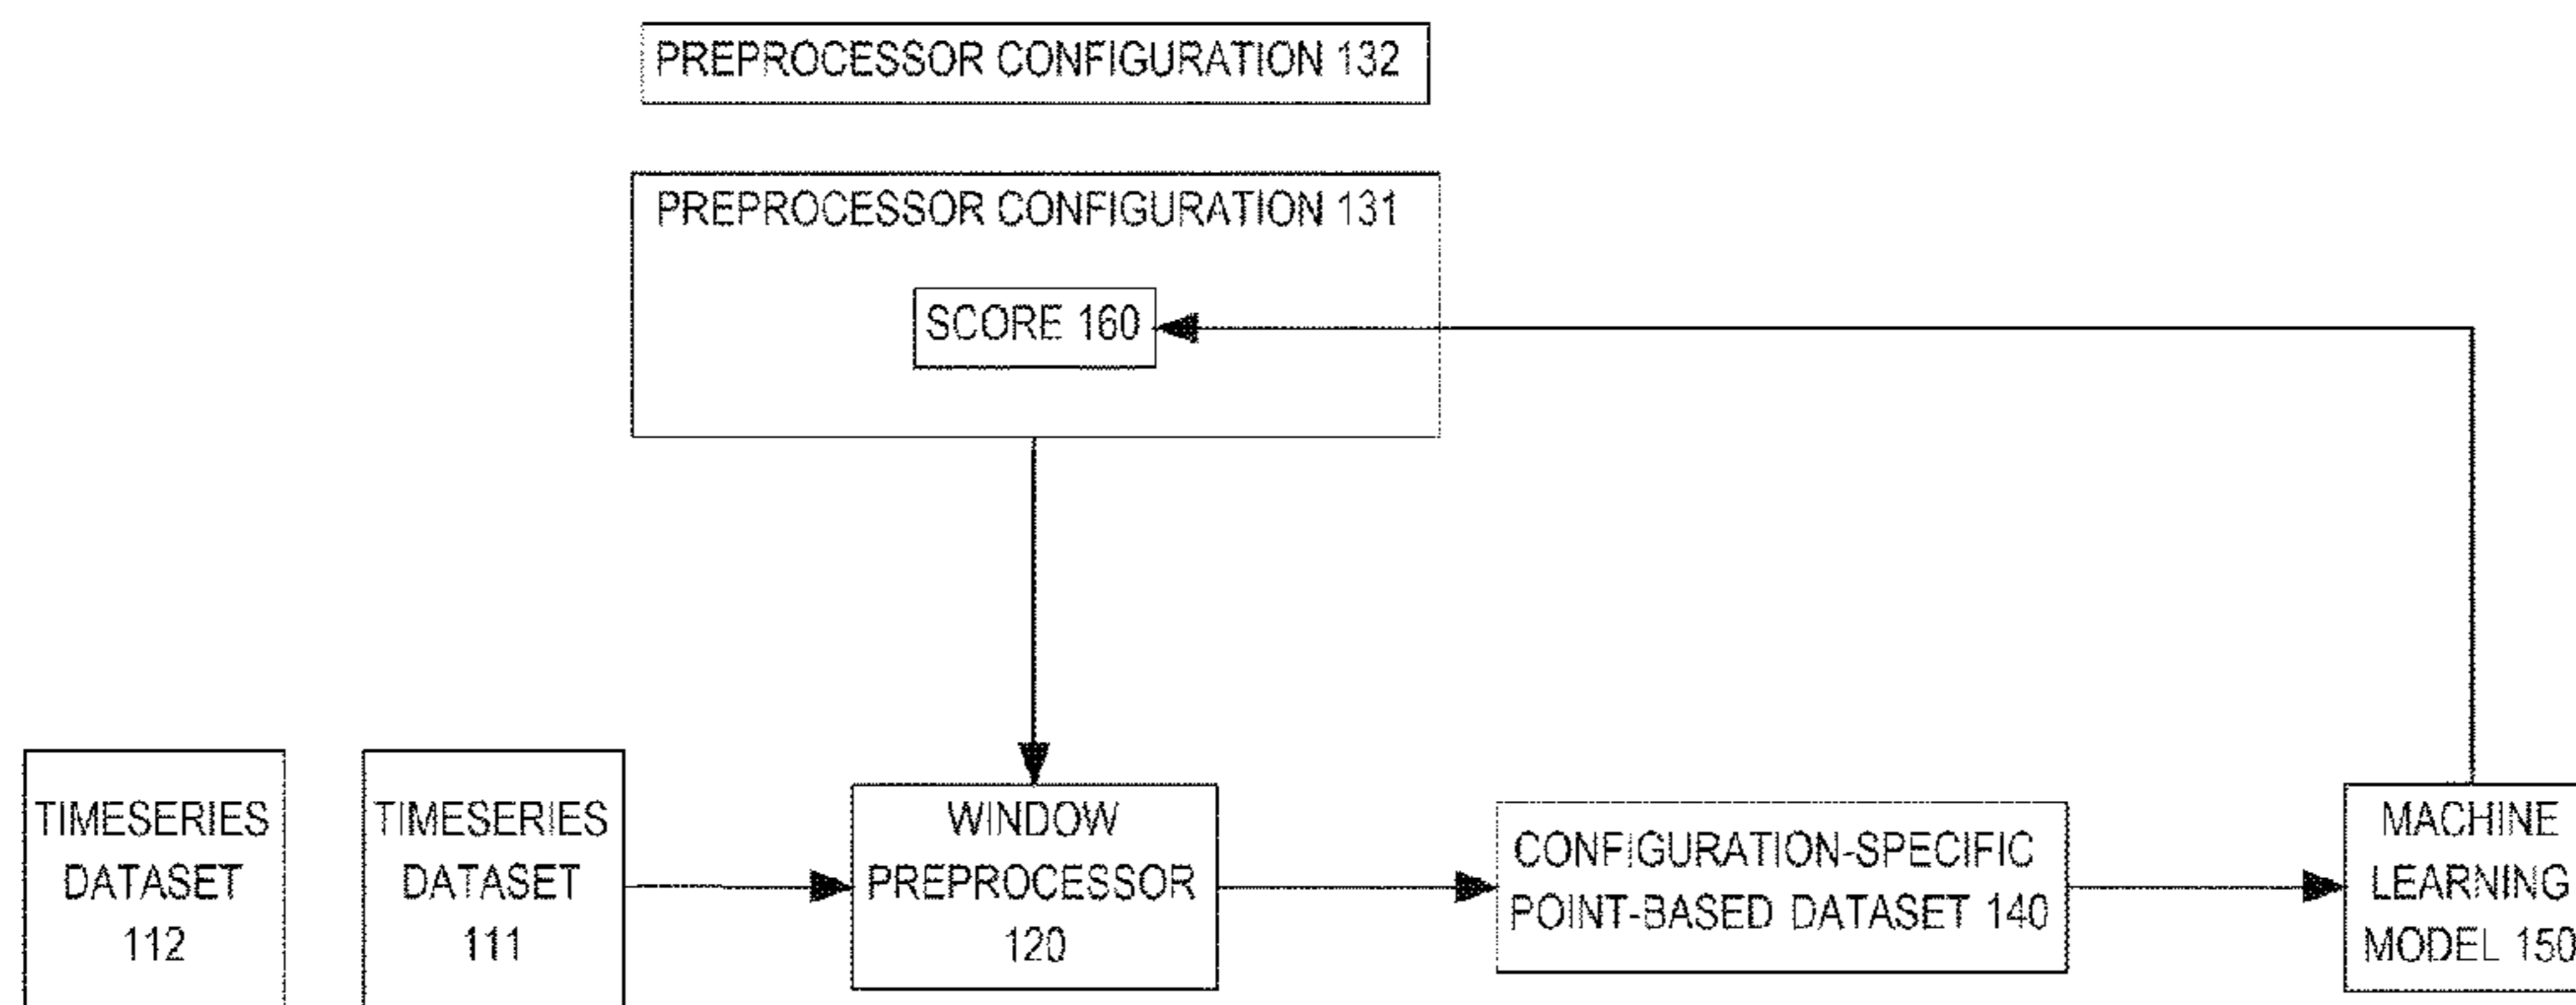 PREPROCESSOR CONFIGURATION 132
PREPROCESSOR CONFIGURATION 131
SCORE 160
TIMESERIES
DATASET
112
TIMESERIES
DATASET
111
WINDOW
PREPROCESSOR
120
CONFIGURATION-SPECIFIC
POINT-BASED DATASET 140
MACHINE
LEARNING
MODEL 150